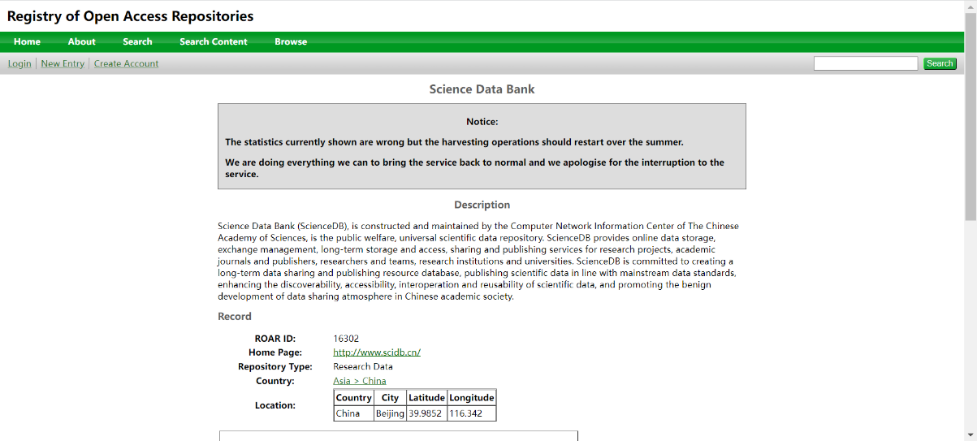 Registry of Open Access Repositories
Home About Search Search Content Browse
Login New Entry Create Account Search
Science Data Bank
Notice:
The statistics currently shown are wrong but the harvesting operations should restart over the summer.
We are doing everything we can to bring the service back to normal and we apologise for the interruption to the
service.
Description
Science Data Bank (ScienceDB), is constructed and maintained by the Computer Network Information Center of The Chinese
Academy of Sciences, is the public welfare, universal scientific data repository. ScienceDB provides online data storage,
exchange management, long-term storage and access, sharing and publishing services for research projects, academic
journals and publishers, researchers and teams, research institutions and universities. ScienceDB is committed to creating a
long-term data sharing and publishing resource database, publishing scientific data in line with mainstream data standards,
enhancing the discoverability, accessibility, interoperation and reusability of scientific data, and promoting the benign
development of data sharing atmosphere in Chinese academic society.
Record
ROAR ID: 16302
Home Page: http://www.scidb.cn/
Repository Type: Research Data
Country: Asia > China
Country City Latitude Longitude
Location:
China Beijing 39.9852 116.342